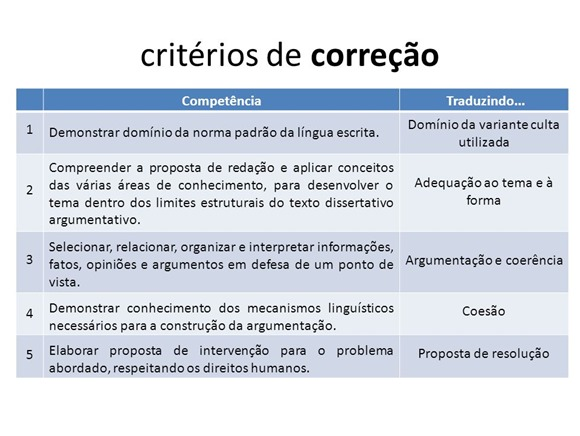 critérios de correção
Competência Traduzindo...
1 Demonstrar domínio da norma padrão da língua escrita. Domínio da variante culta
utilizada
2 Compreender a proposta de redação e aplicar conceitos
das várias áreas de conhecimento, para desenvolver o
tema dentro dos limites estruturais do texto dissertativo
argumentativo.
Adequação ao tema e à
forma
3 Selecionar, relacionar, organizar e interpretar informações,
fatos, opiniões e argumentos em defesa de um ponto de
vista.
Argumentação e coerência
4 Demonstrar conhecimento dos mecanismos linguísticos
necessários para a construção da argumentação.
Coesão
5 Elaborar proposta de intervenção para o problema
abordado, respeitando os direitos humanos.
Proposta de resolução